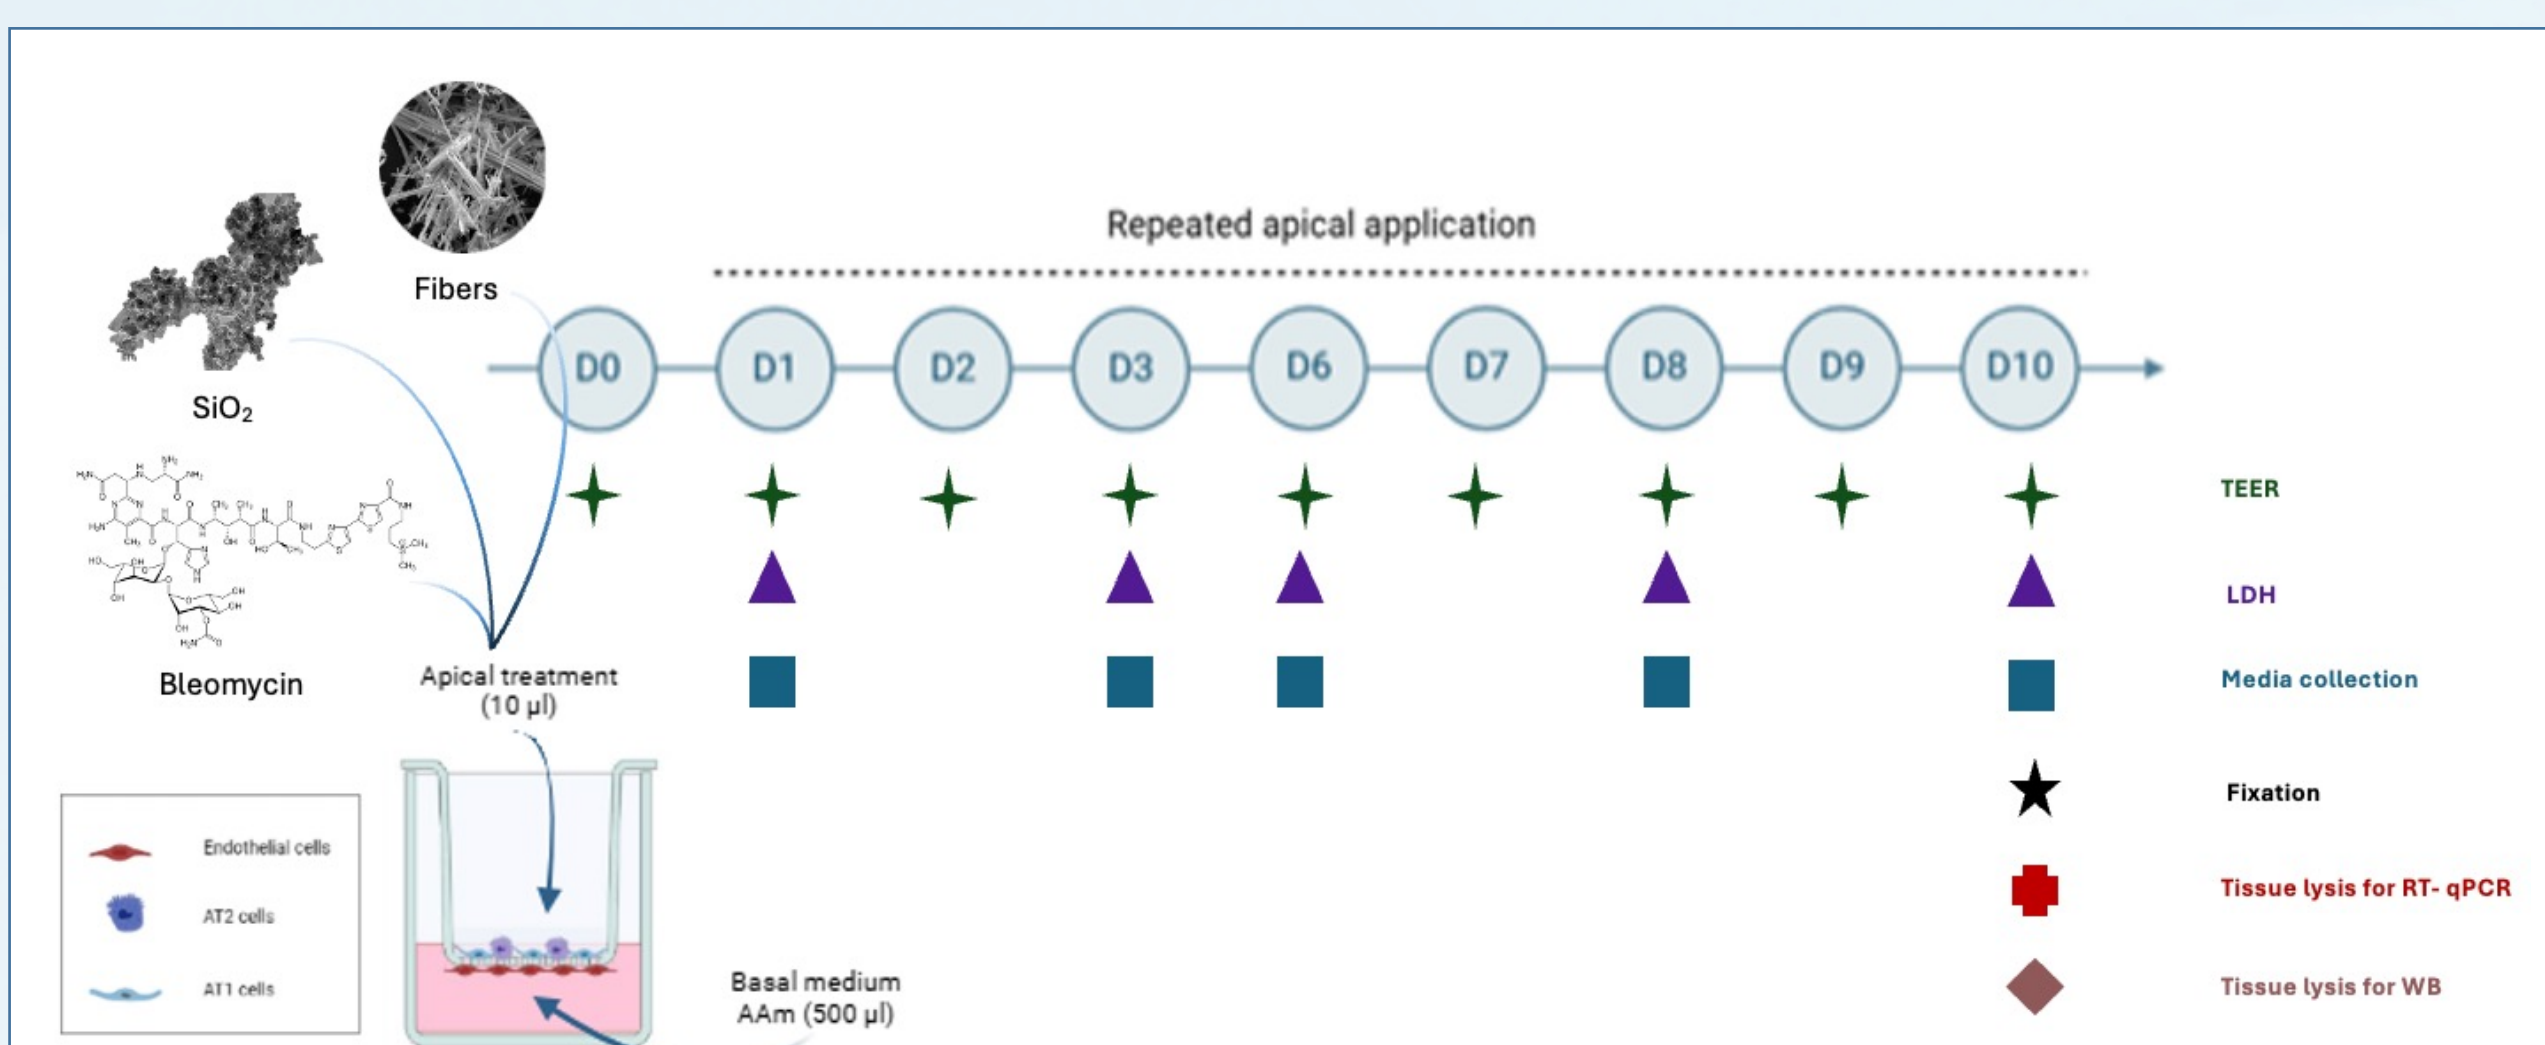 Fibers
SiO₂
Bleomycin
Repeated apical application
D0 D1 D2 D3 D6 D7 D8 D9 D10
TEER
LDH
Media collection
Fixation
Tissue lysis for RT- qPCR
Tissue lysis for WB
Apical treatment
(10 µl)
Endothelial cells
AT2 cells
AT1 cells
Basal medium
AAm (500 µl)